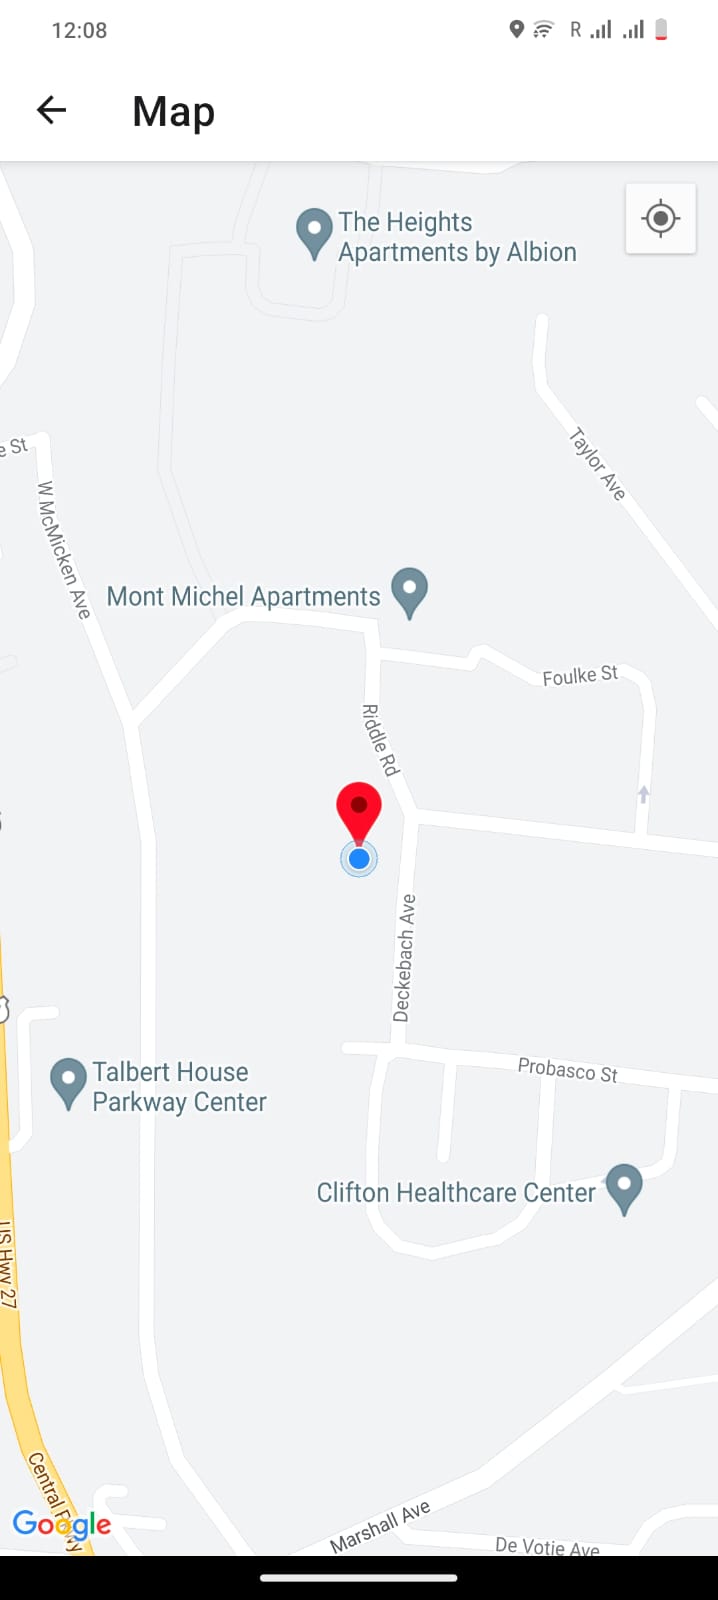 12:08
R
Map
The Heights
Apartments by Albion
Taylor Ave
e St
W McMicken Ave
Mont Michel Apartments
Foulke St
Riddle Rd
Deckebach Ave
Probasco St
Talbert House
Parkway Center
Clifton Healthcare Center
US Hwy 27
Central Pkwy
Google
Marshall Ave
De Votie Ave